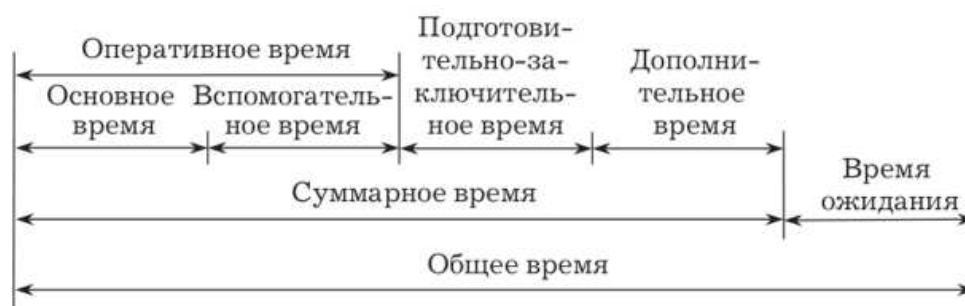 Оперативное время
Основное
время
Вспомогатель-
ное время
Подготови-
тельно-за-
ключитель-
ное время
Дополни-
тельное
время
Суммарное время
Время
ожидания
Общее время